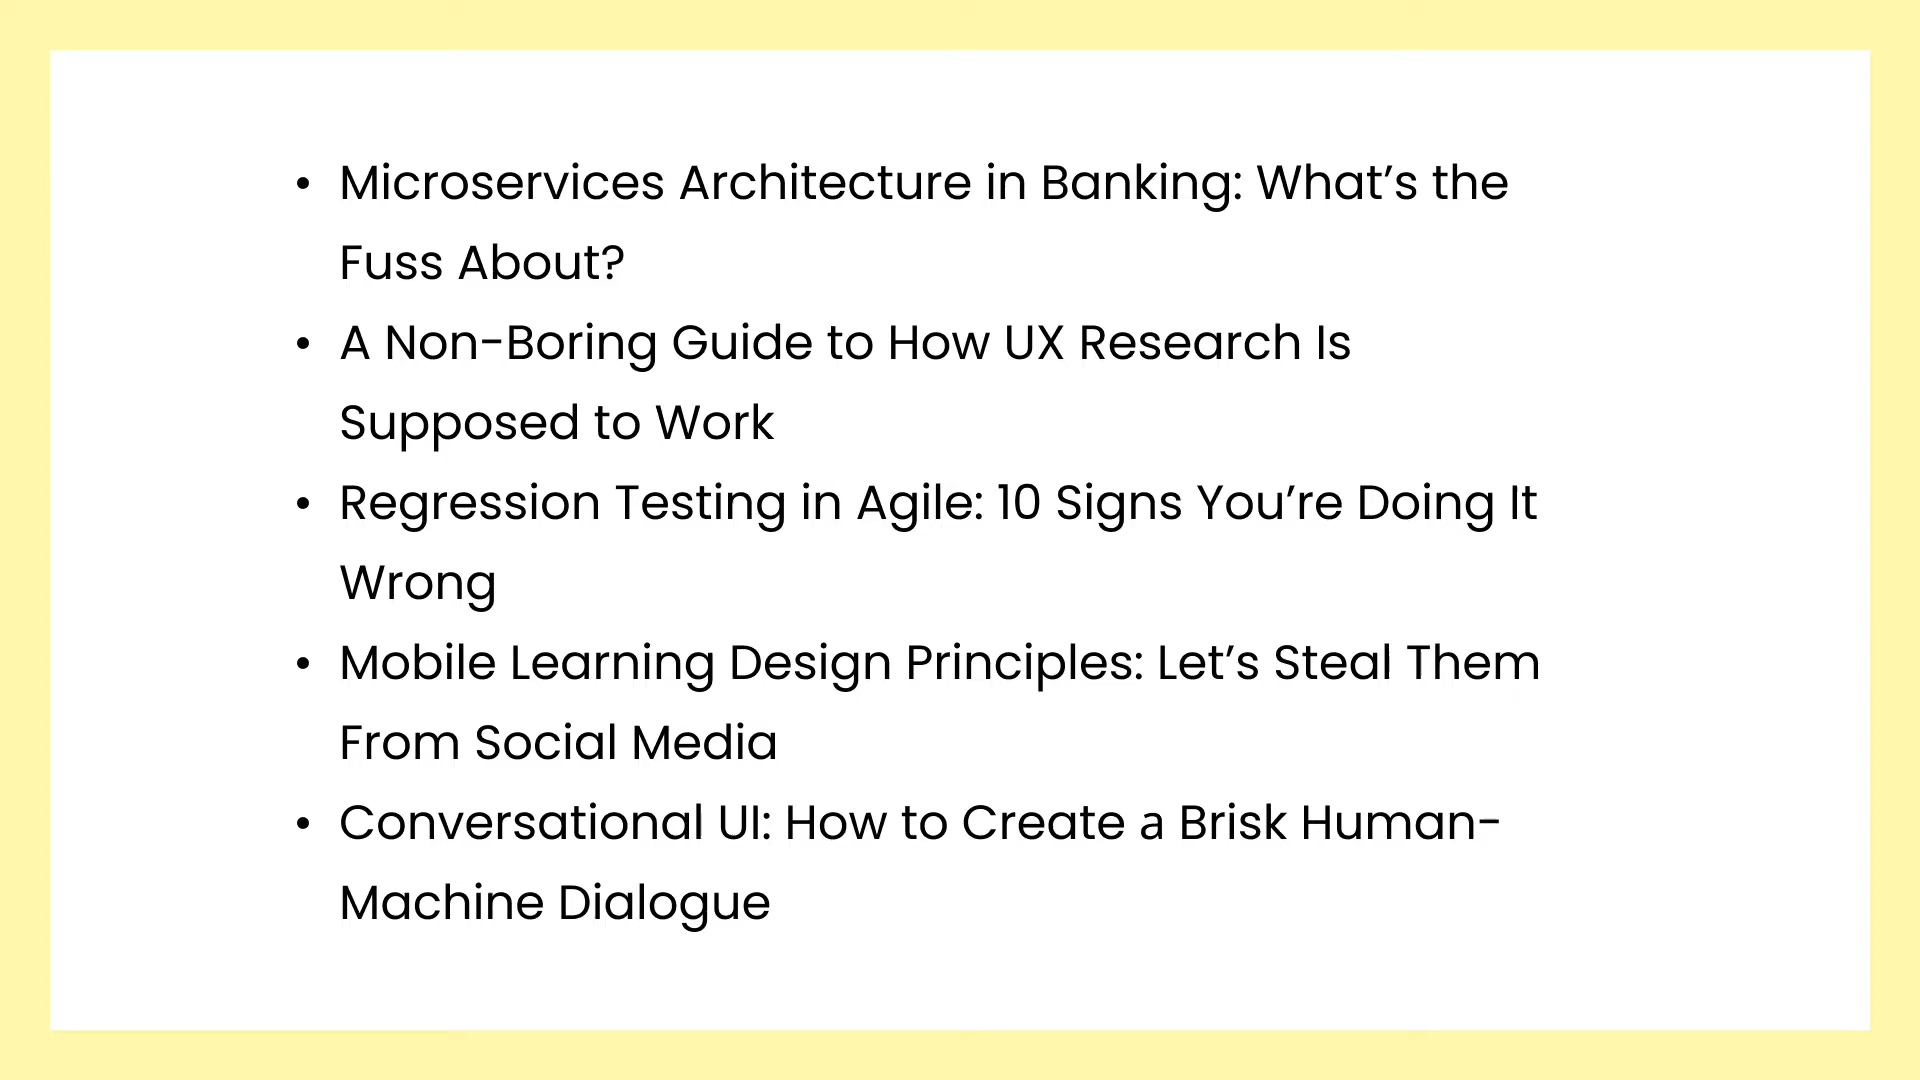 • Microservices Architecture in Banking: What’s the
Fuss About?
• A Non-Boring Guide to How UX Research Is
Supposed to Work
• Regression Testing in Agile: 10 Signs You’re Doing It
Wrong
• Mobile Learning Design Principles: Let’s Steal Them
From Social Media
• Conversational UI: How to Create a Brisk Human-
Machine Dialogue